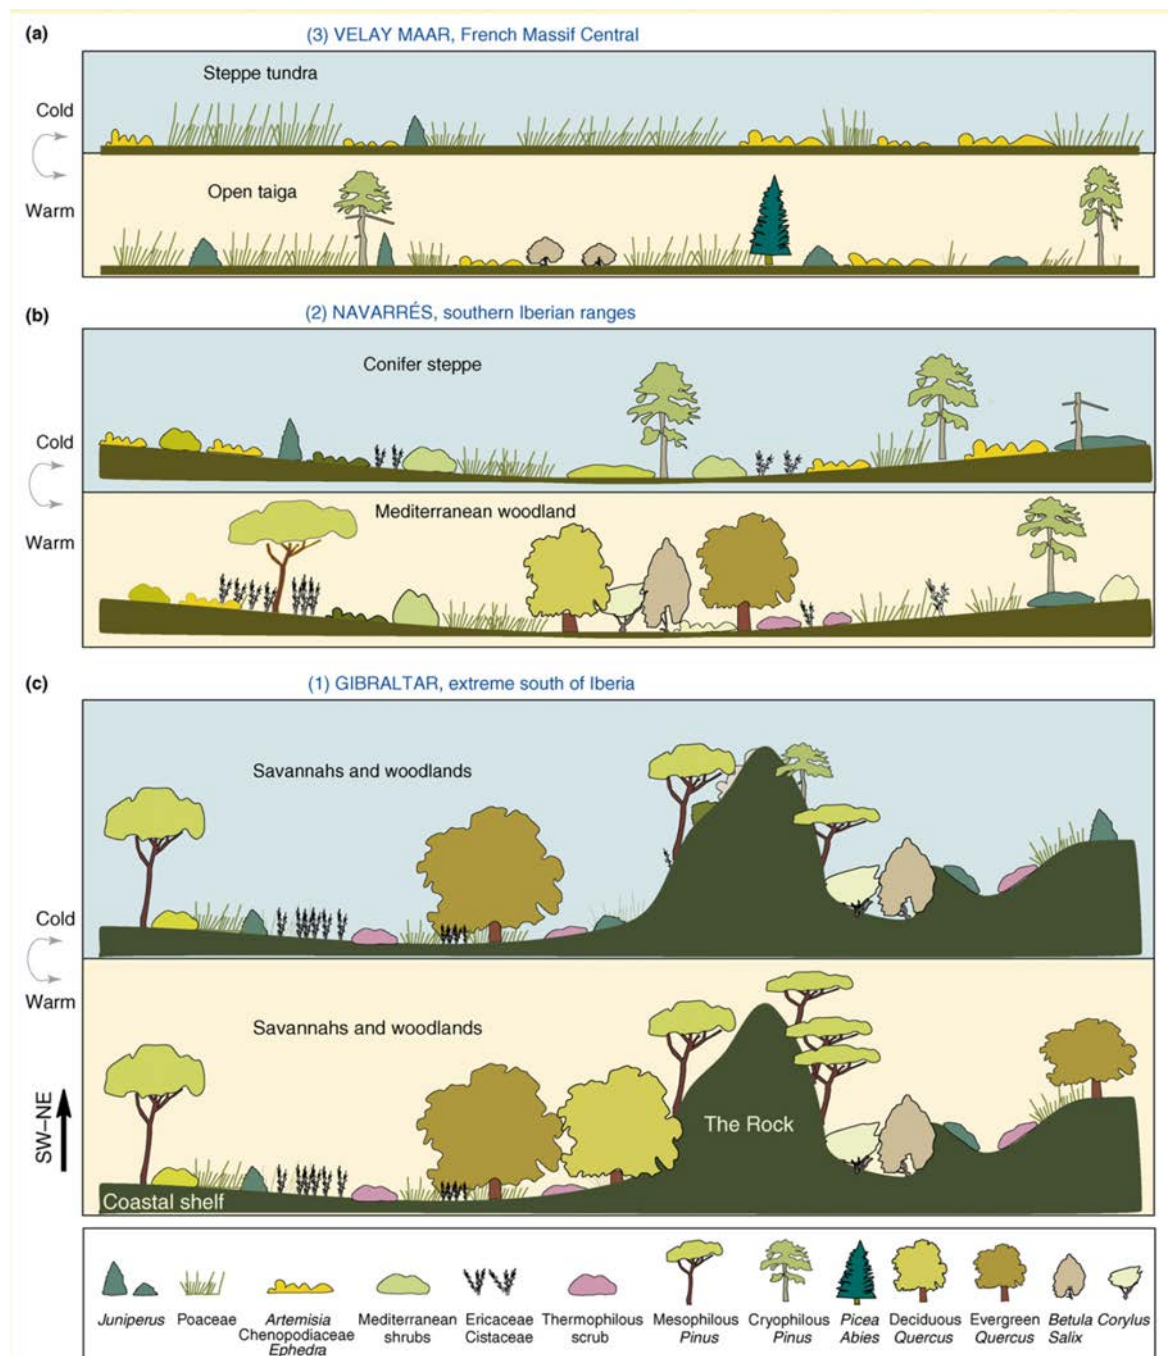 (a)
(3) VELAY MAAR, French Massif Central
Steppe tundra
Cold
Warm
Open taiga
(b)
(2) NAVARRÉS, southern Iberian ranges
Conifer steppe
Cold
Warm
Mediterranean woodland
(c)
(1) GIBRALTAR, extreme south of Iberia
Savannahs and woodlands
Cold
Warm
Savannahs and woodlands
SW–NE
The Rock
Coastal shelf
Juniperus
Poaceae
Artemisia
Chenopodiaceae
Ephedra
Mediterranean
shrubs
Ericaceae
Cistaceae
Thermophilous
scrub
Mesophilous
Pinus
Cryophilous
Pinus
Picea
Abies
Deciduous
Quercus
Evergreen
Quercus
Betula
Salix
Corylus